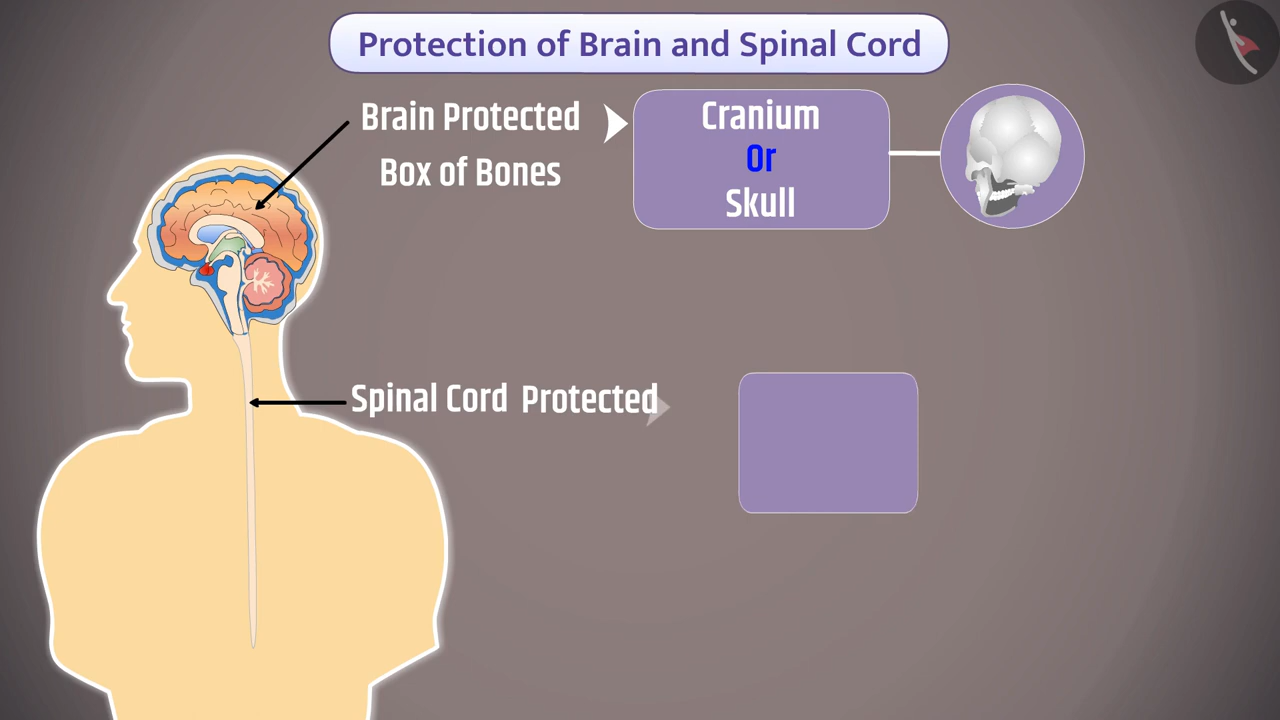 Protection of Brain and Spinal Cord
Brain Protected
Box of Bones
Cranium
Or
Skull
Spinal Cord Protected